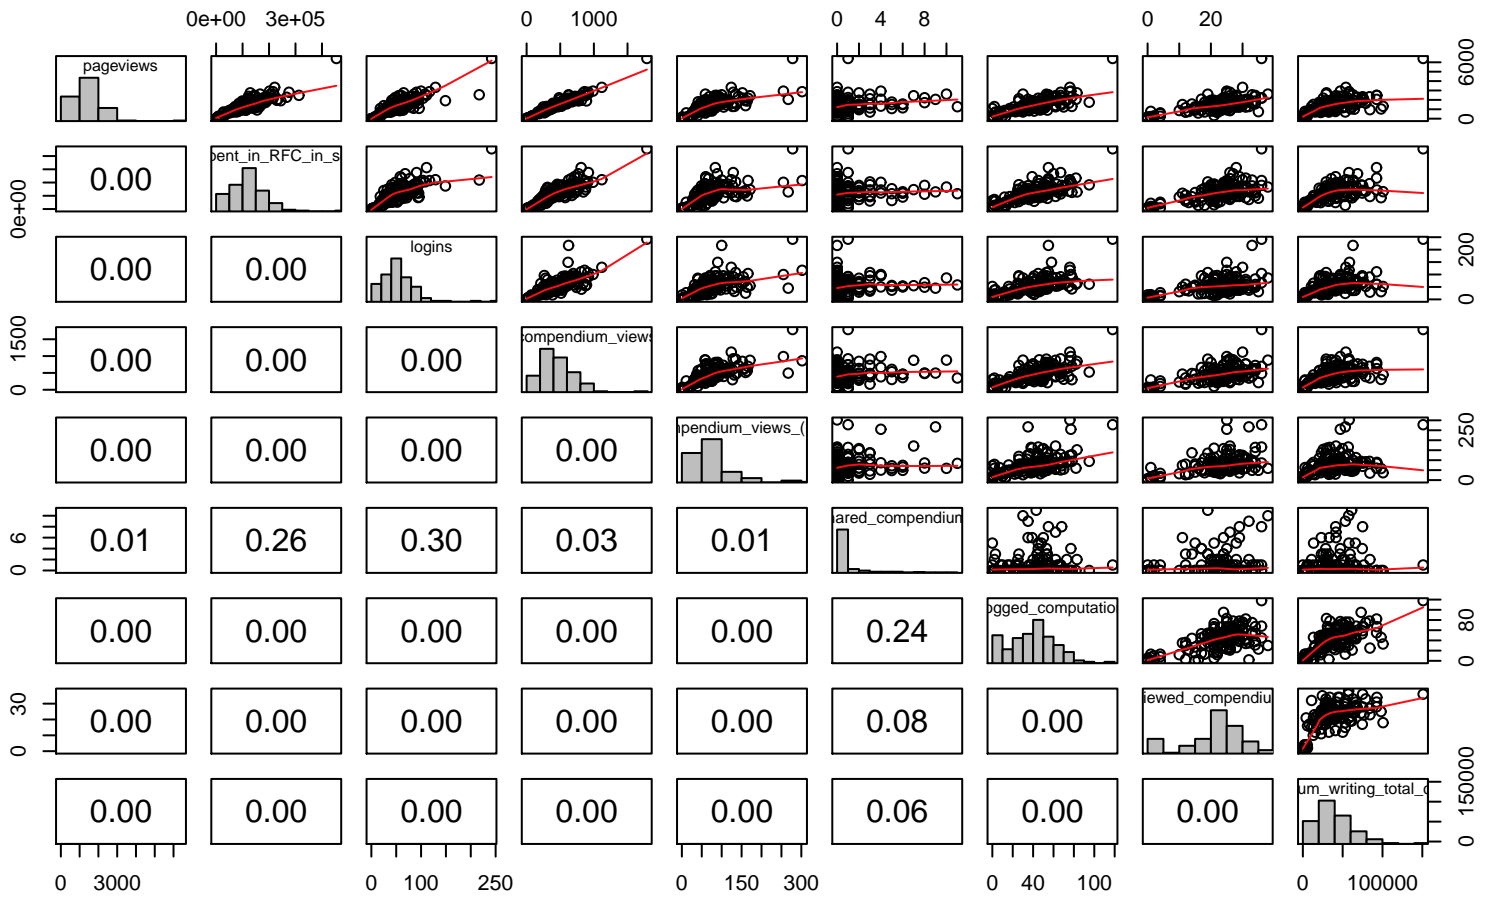 0e+00 3e+05 0 1000 0 4 8 0 20
pageviews 0 6000
0e+00 0.00 pent_in_RFC_in_s
0.00 0.00 logins 0 200
0 1500 0.00 0.00 0.00 compendium_views
0.00 0.00 0.00 0.00 mpendium_views_( 0 250
0 6 0.01 0.26 0.30 0.03 0.01 hared_compendium
0.00 0.00 0.00 0.00 0.00 0.24 ogged_computatio 0 80
0 30 0.00 0.00 0.00 0.00 0.00 0.08 0.00 iewed_compendiu
0.00 0.00 0.00 0.00 0.00 0.06 0.00 0.00 um_writing_total_c 0 150000
0 3000 0 100 250 0 150 300 0 40 100 0 100000